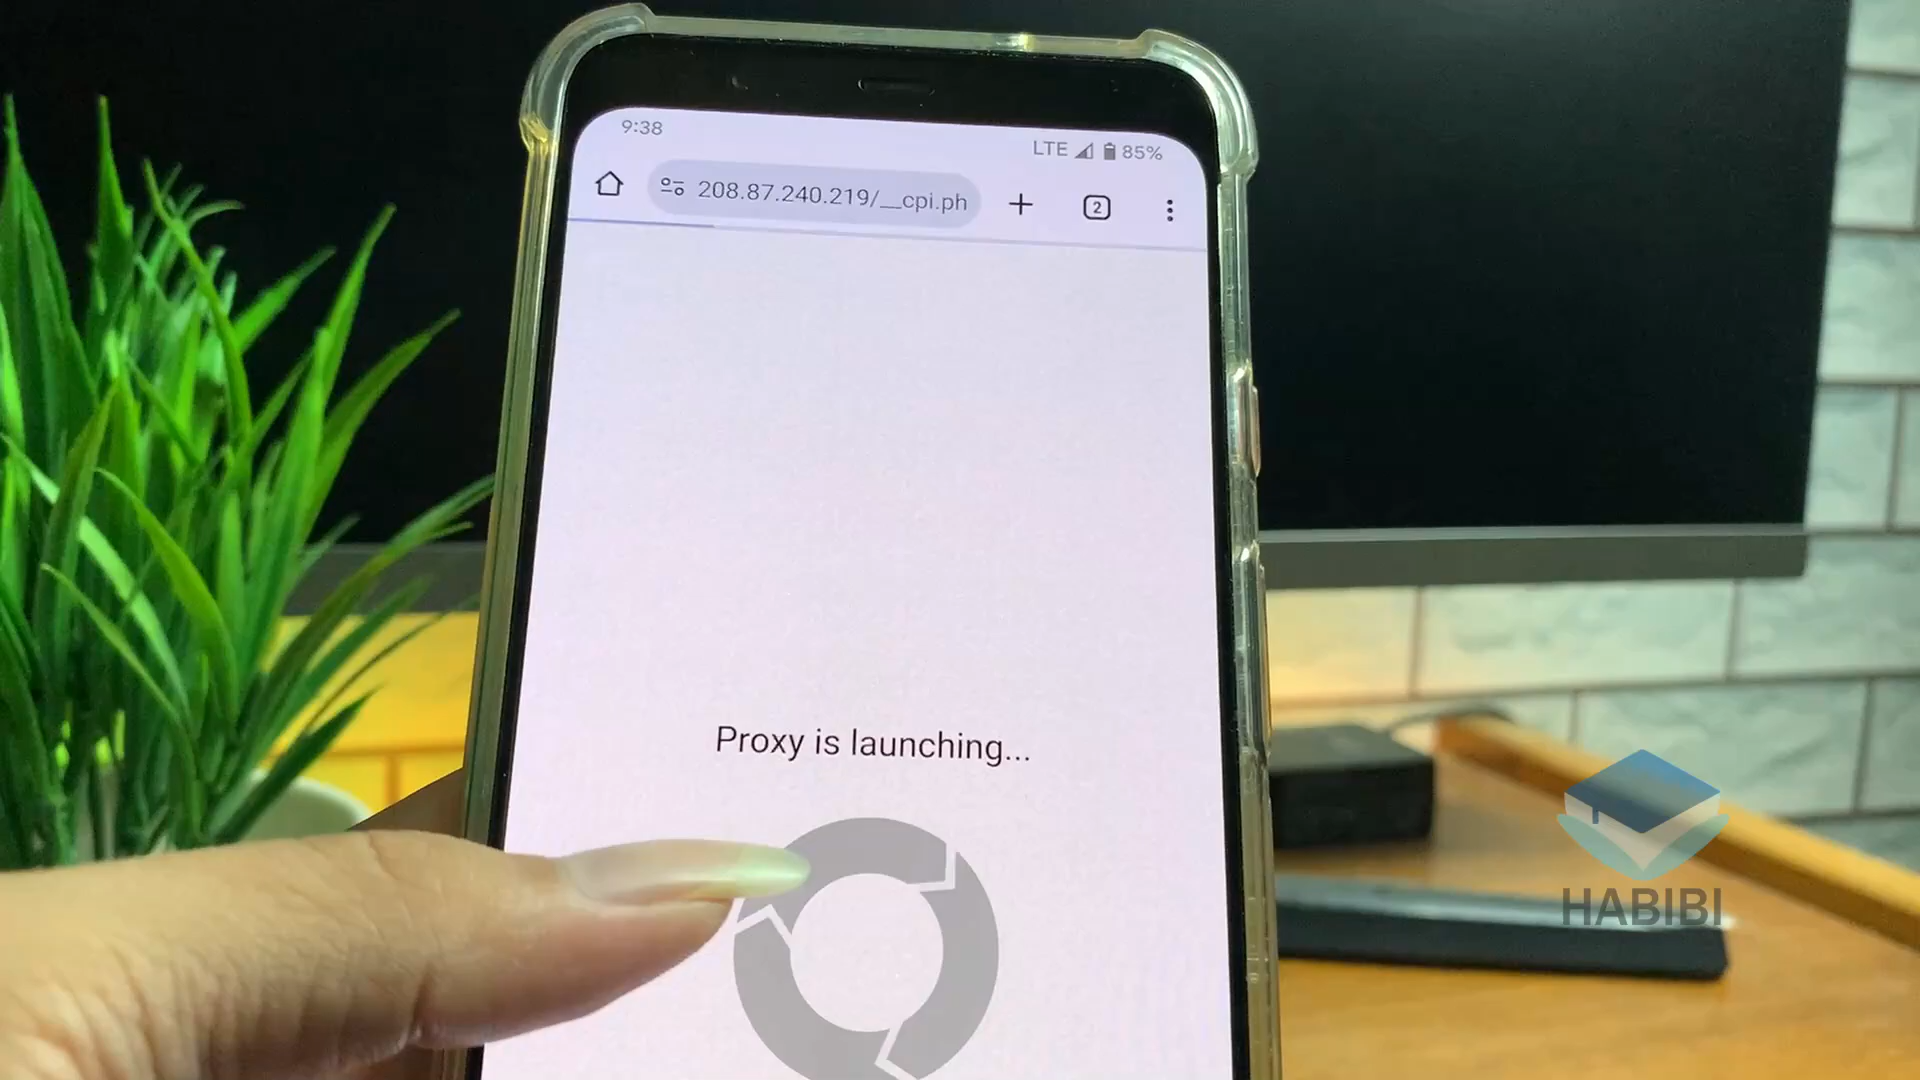 9:38
LTE 85%
208.87.240.219/__cpi.ph
2
Proxy is launching...
HABIBI